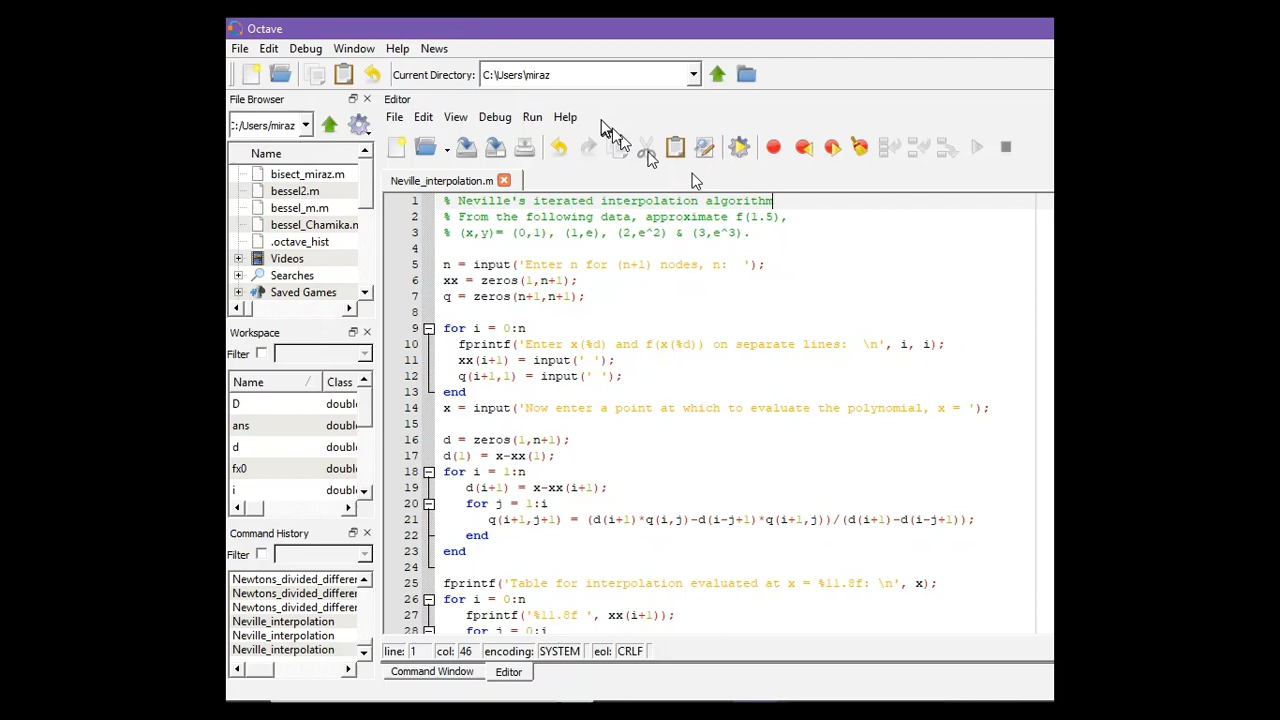 Octave
File Edit Debug Window Help News
Current Directory: C:\Users\miraz
File Browser
:/Users/miraz
Name
bisect_miraz.m
bessel2.m
bessel_m.m
bessel_Chamika.m
.octave_hist
Videos
Searches
Saved Games
Workspace
Filter
Name / Class
D double
ans double
d double
fx0 double
i double
Command History
Filter
Newtons_divided_differer
Newtons_divided_differer
Newtons_divided_differer
Neville_interpolation
Neville_interpolation
Neville_interpolation
Editor
File Edit View Debug Run Help
Neville_interpolation.m
1 % Neville's iterated interpolation algorithm
2 % From the following data, approximate f(1.5),
3 % (x,y)= (0,1), (1,e), (2,e^2) & (3,e^3).
4
5 n = input('Enter n for (n+1) nodes, n:  ');
6 xx = zeros(1,n+1);
7 q = zeros(n+1,n+1);
8
9 for i = 0:n
10 fprintf('Enter x(%d) and f(x(%d)) on separate lines:  \n', i, i);
11 xx(i+1) = input(' ');
12 q(i+1,1) = input(' ');
13 end
14 x = input('Now enter a point at which to evaluate the polynomial, x = ');
15
16 d = zeros(1,n+1);
17 d(1) = x-xx(1);
18 for i = 1:n
19 d(i+1) = x-xx(i+1);
20 for j = 1:i
21 q(i+1,j+1) = (d(i+1)*q(i,j)-d(i-j+1)*q(i+1,j))/(d(i+1)-d(i-j+1));
22 end
23 end
24
25 fprintf('Table for interpolation evaluated at x = %11.8f: \n', x);
26 for i = 0:n
27 fprintf('%11.8f ', xx(i+1));
28 for j = 0:i
line: 1 col: 46 encoding: SYSTEM eol: CRLF
Command Window Editor